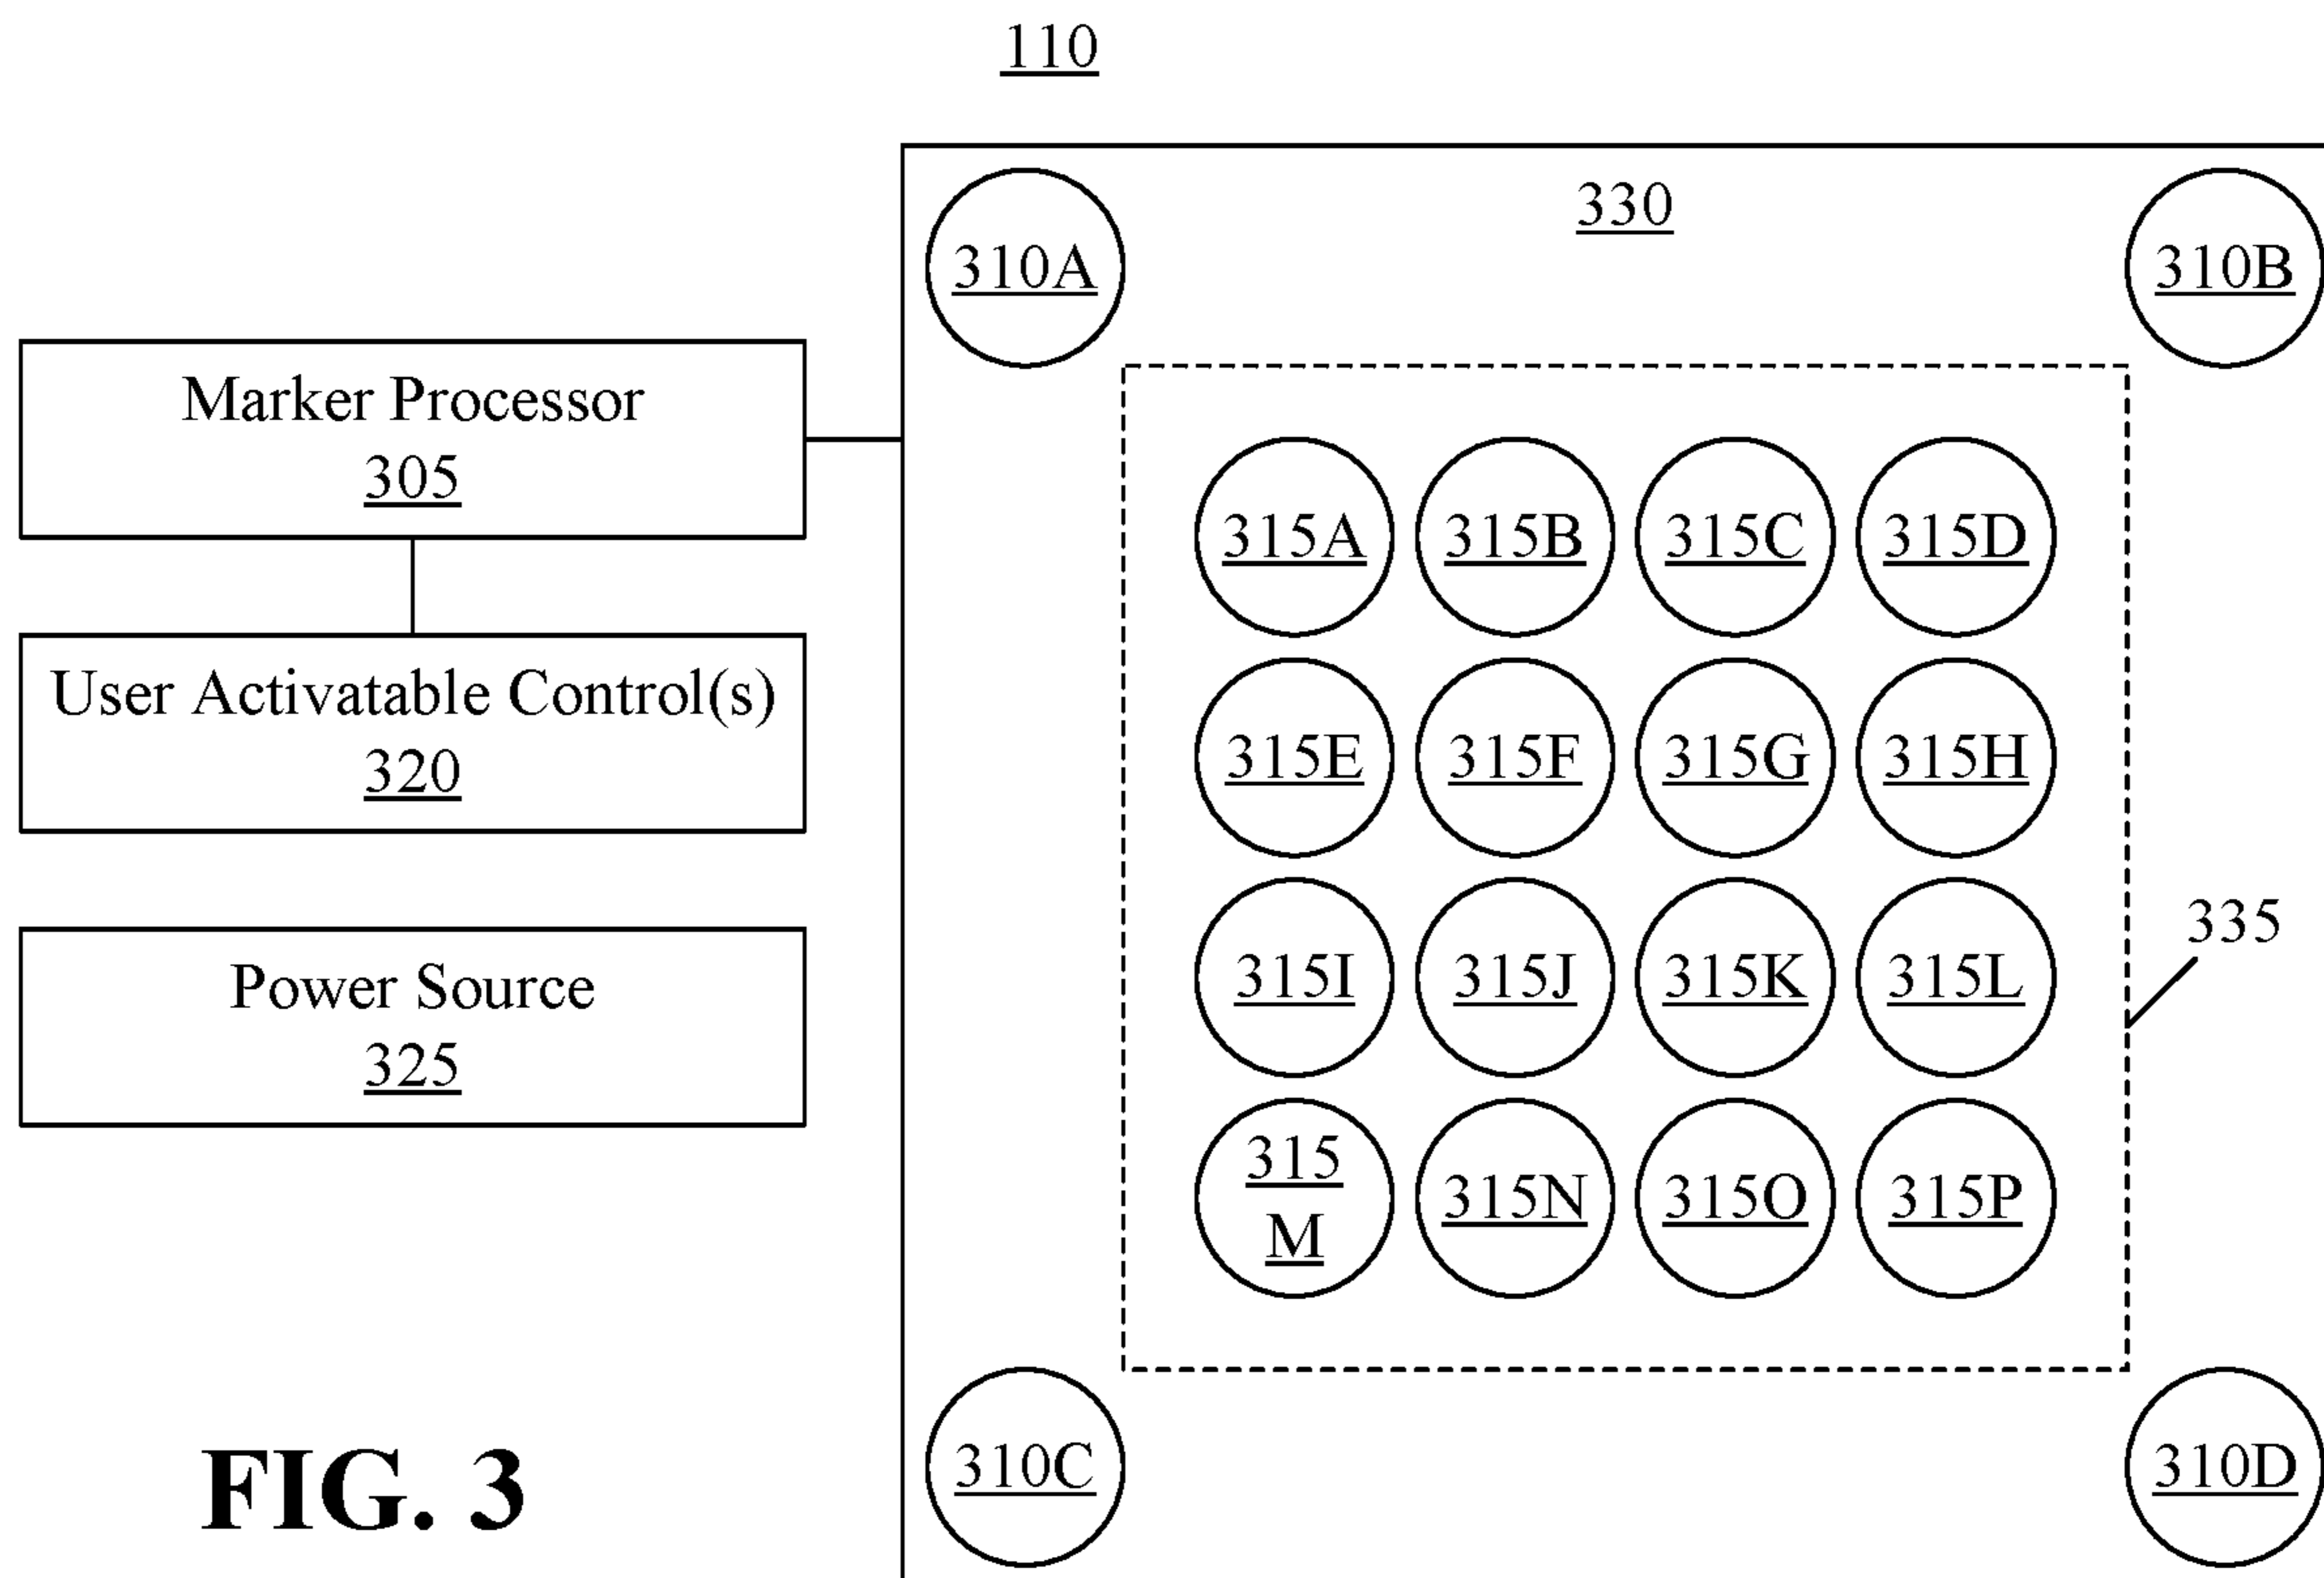 110
330
310A
310B
Marker Processor
305
User Activatable Control(s)
320
Power Source
325
315A 315B 315C 315D
315E 315F 315G 315H
315I 315J 315K 315L
315
M
315N 315O 315P
335
310C
310D
FIG. 3